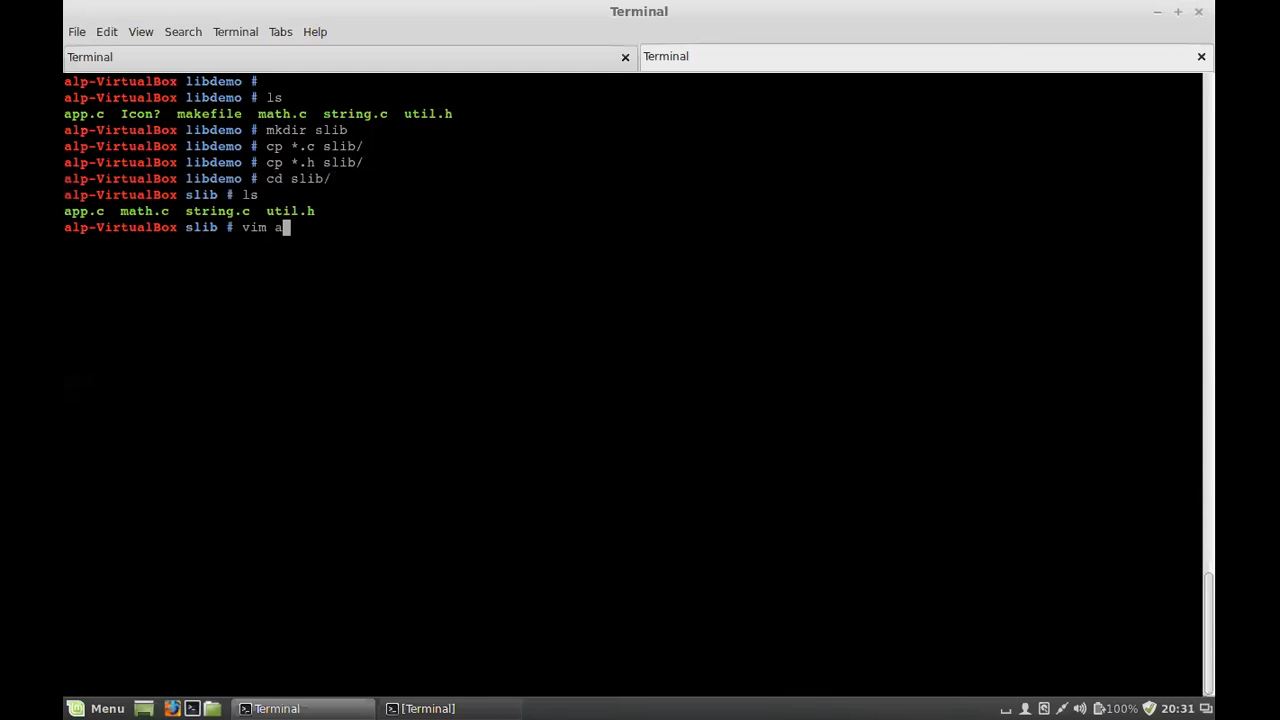 Terminal
File Edit View Search Terminal Tabs Help
Terminal Terminal
alp-VirtualBox libdemo #
alp-VirtualBox libdemo # ls
app.c Icon? makefile math.c string.c util.h
alp-VirtualBox libdemo # mkdir slib
alp-VirtualBox libdemo # cp *.c slib/
alp-VirtualBox libdemo # cp *.h slib/
alp-VirtualBox libdemo # cd slib/
alp-VirtualBox slib # ls
app.c math.c string.c util.h
alp-VirtualBox slib # vim a
Menu Terminal [Terminal] 100% 20:31